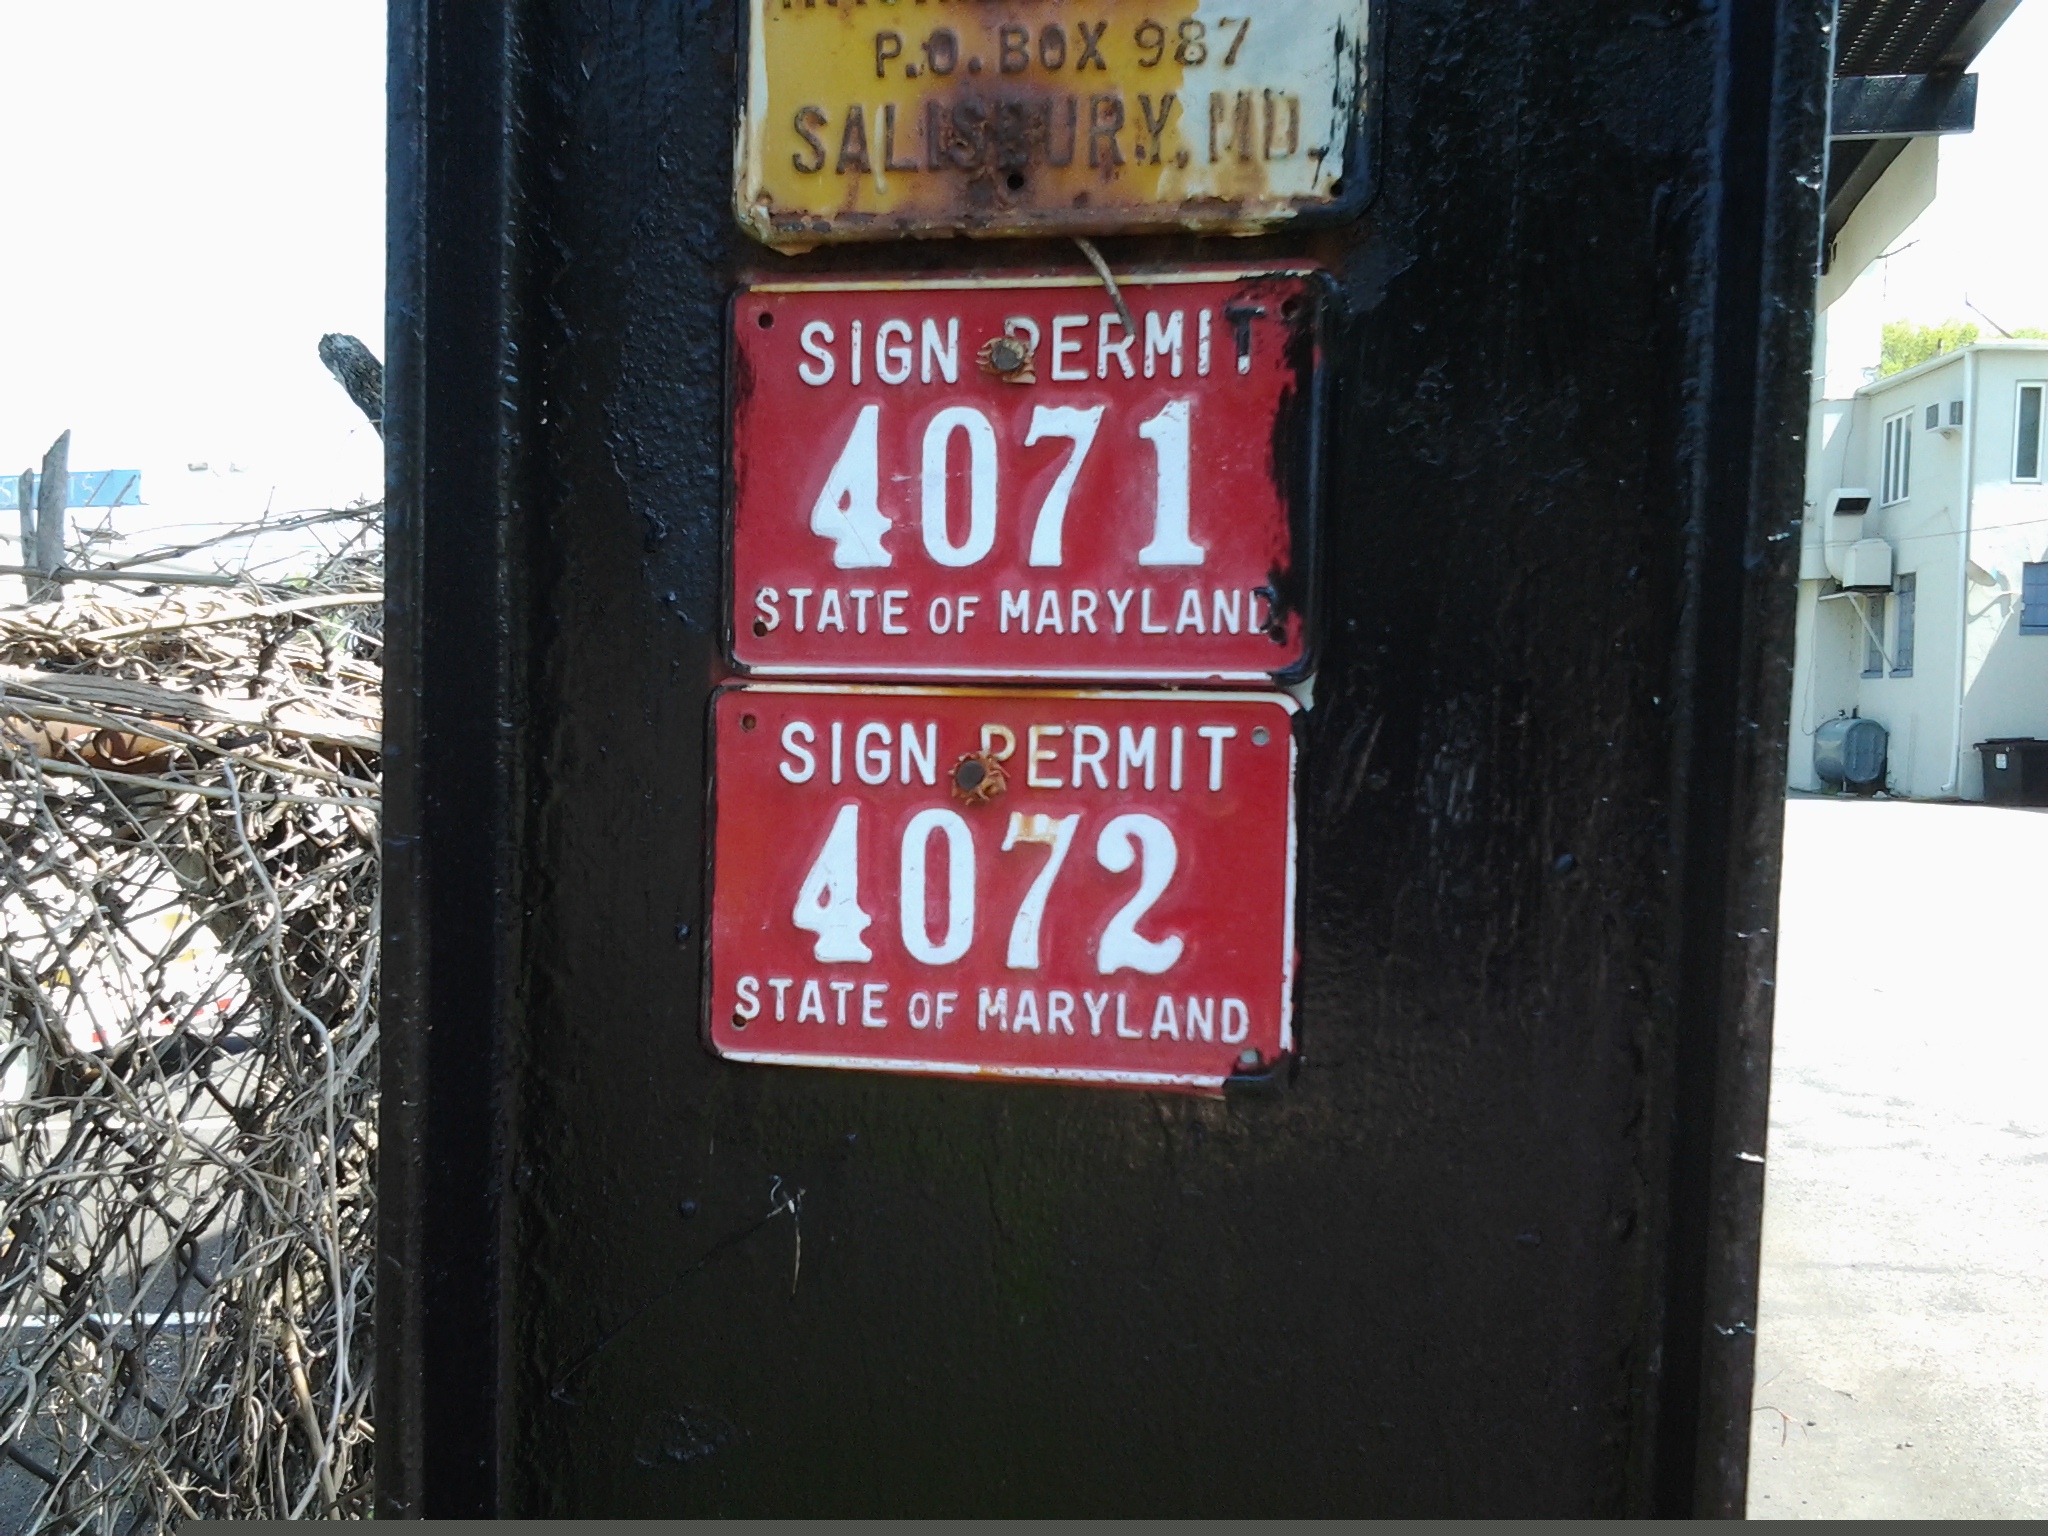 P.O. BOX 987
SALISBURY, MD.
SIGN PERMIT
4071
STATE OF MARYLAND
SIGN PERMIT
4072
STATE OF MARYLAND